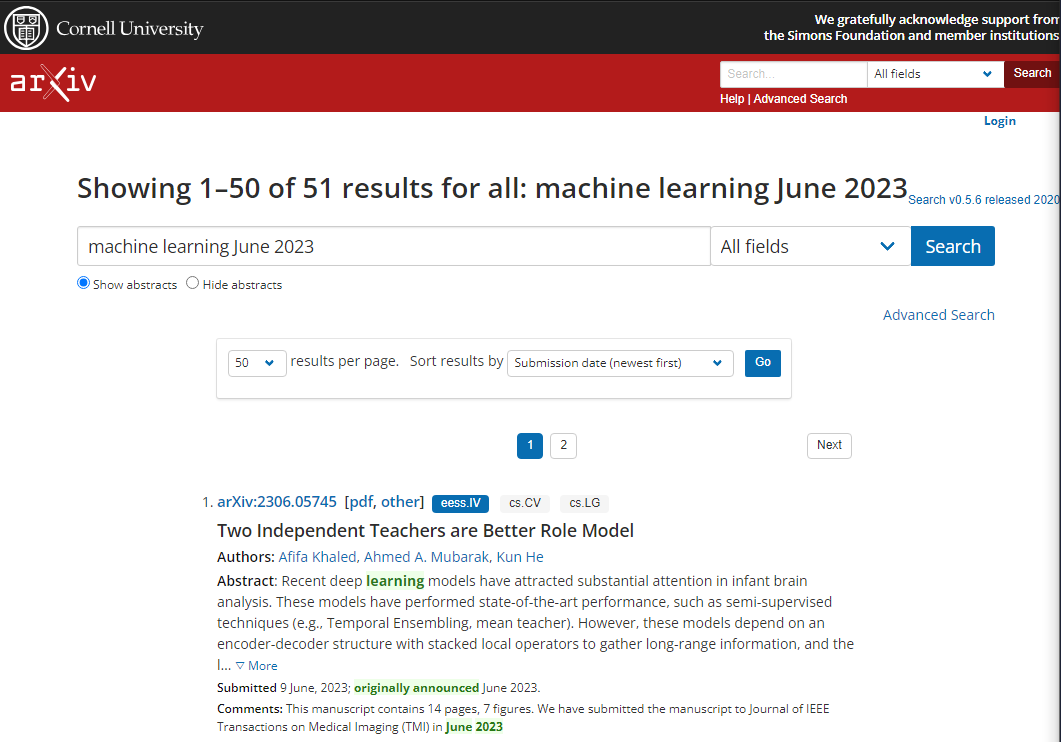 Cornell University
We gratefully acknowledge support from
the Simons Foundation and member institutions
arXiv
Search... All fields Search
Help | Advanced Search
Login
Showing 1–50 of 51 results for all: machine learning June 2023
Search v0.5.6 released 2020
machine learning June 2023 All fields Search
Show abstracts Hide abstracts
Advanced Search
50 results per page. Sort results by Submission date (newest first) Go
1 2 Next
1. arXiv:2306.05745 [pdf, other] eess.IV cs.CV cs.LG
Two Independent Teachers are Better Role Model
Authors: Afifa Khaled, Ahmed A. Mubarak, Kun He
Abstract: Recent deep learning models have attracted substantial attention in infant brain
analysis. These models have performed state-of-the-art performance, such as semi-supervised
techniques (e.g., Temporal Ensembling, mean teacher). However, these models depend on an
encoder-decoder structure with stacked local operators to gather long-range information, and the
l... ▽ More
Submitted 9 June, 2023; originally announced June 2023.
Comments: This manuscript contains 14 pages, 7 figures. We have submitted the manuscript to Journal of IEEE
Transactions on Medical Imaging (TMI) in June 2023